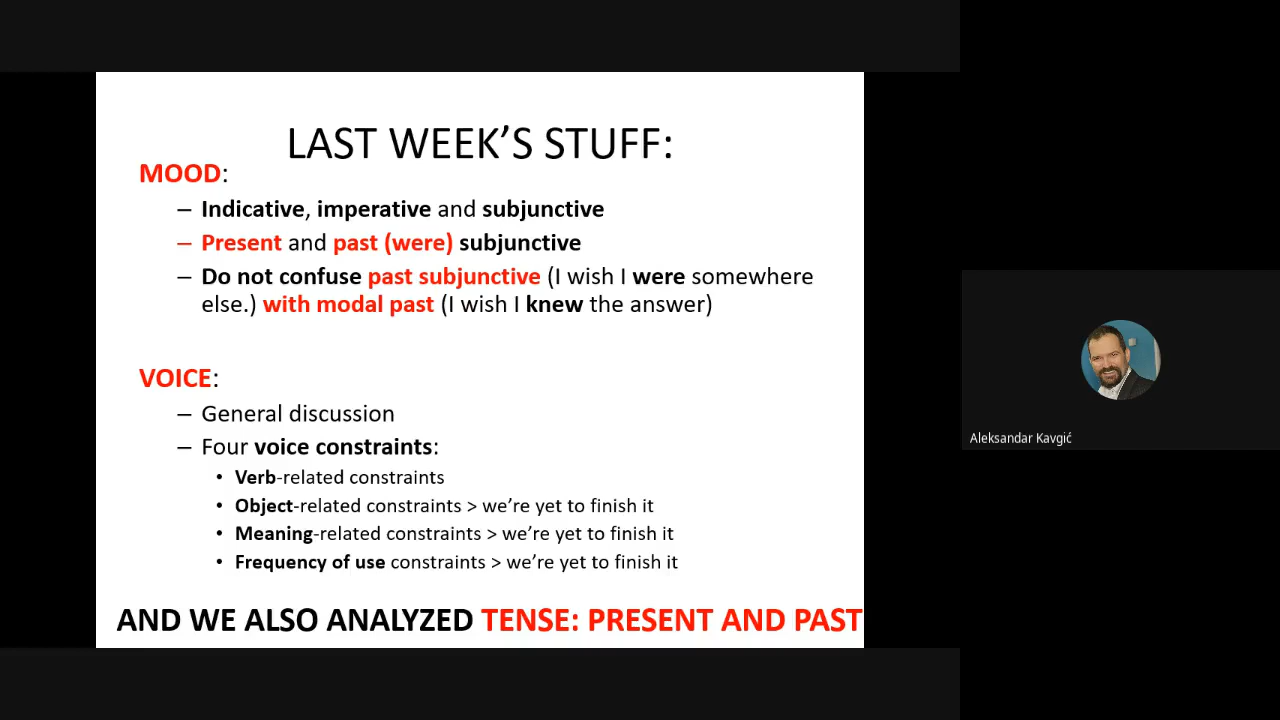 LAST WEEK’S STUFF:
MOOD:
– Indicative, imperative and subjunctive
– Present and past (were) subjunctive
– Do not confuse past subjunctive (I wish I were somewhere
else.) with modal past (I wish I knew the answer)
VOICE:
– General discussion
– Four voice constraints:
• Verb-related constraints
• Object-related constraints > we’re yet to finish it
• Meaning-related constraints > we’re yet to finish it
• Frequency of use constraints > we’re yet to finish it
AND WE ALSO ANALYZED TENSE: PRESENT AND PAST
Aleksandar Kavgić